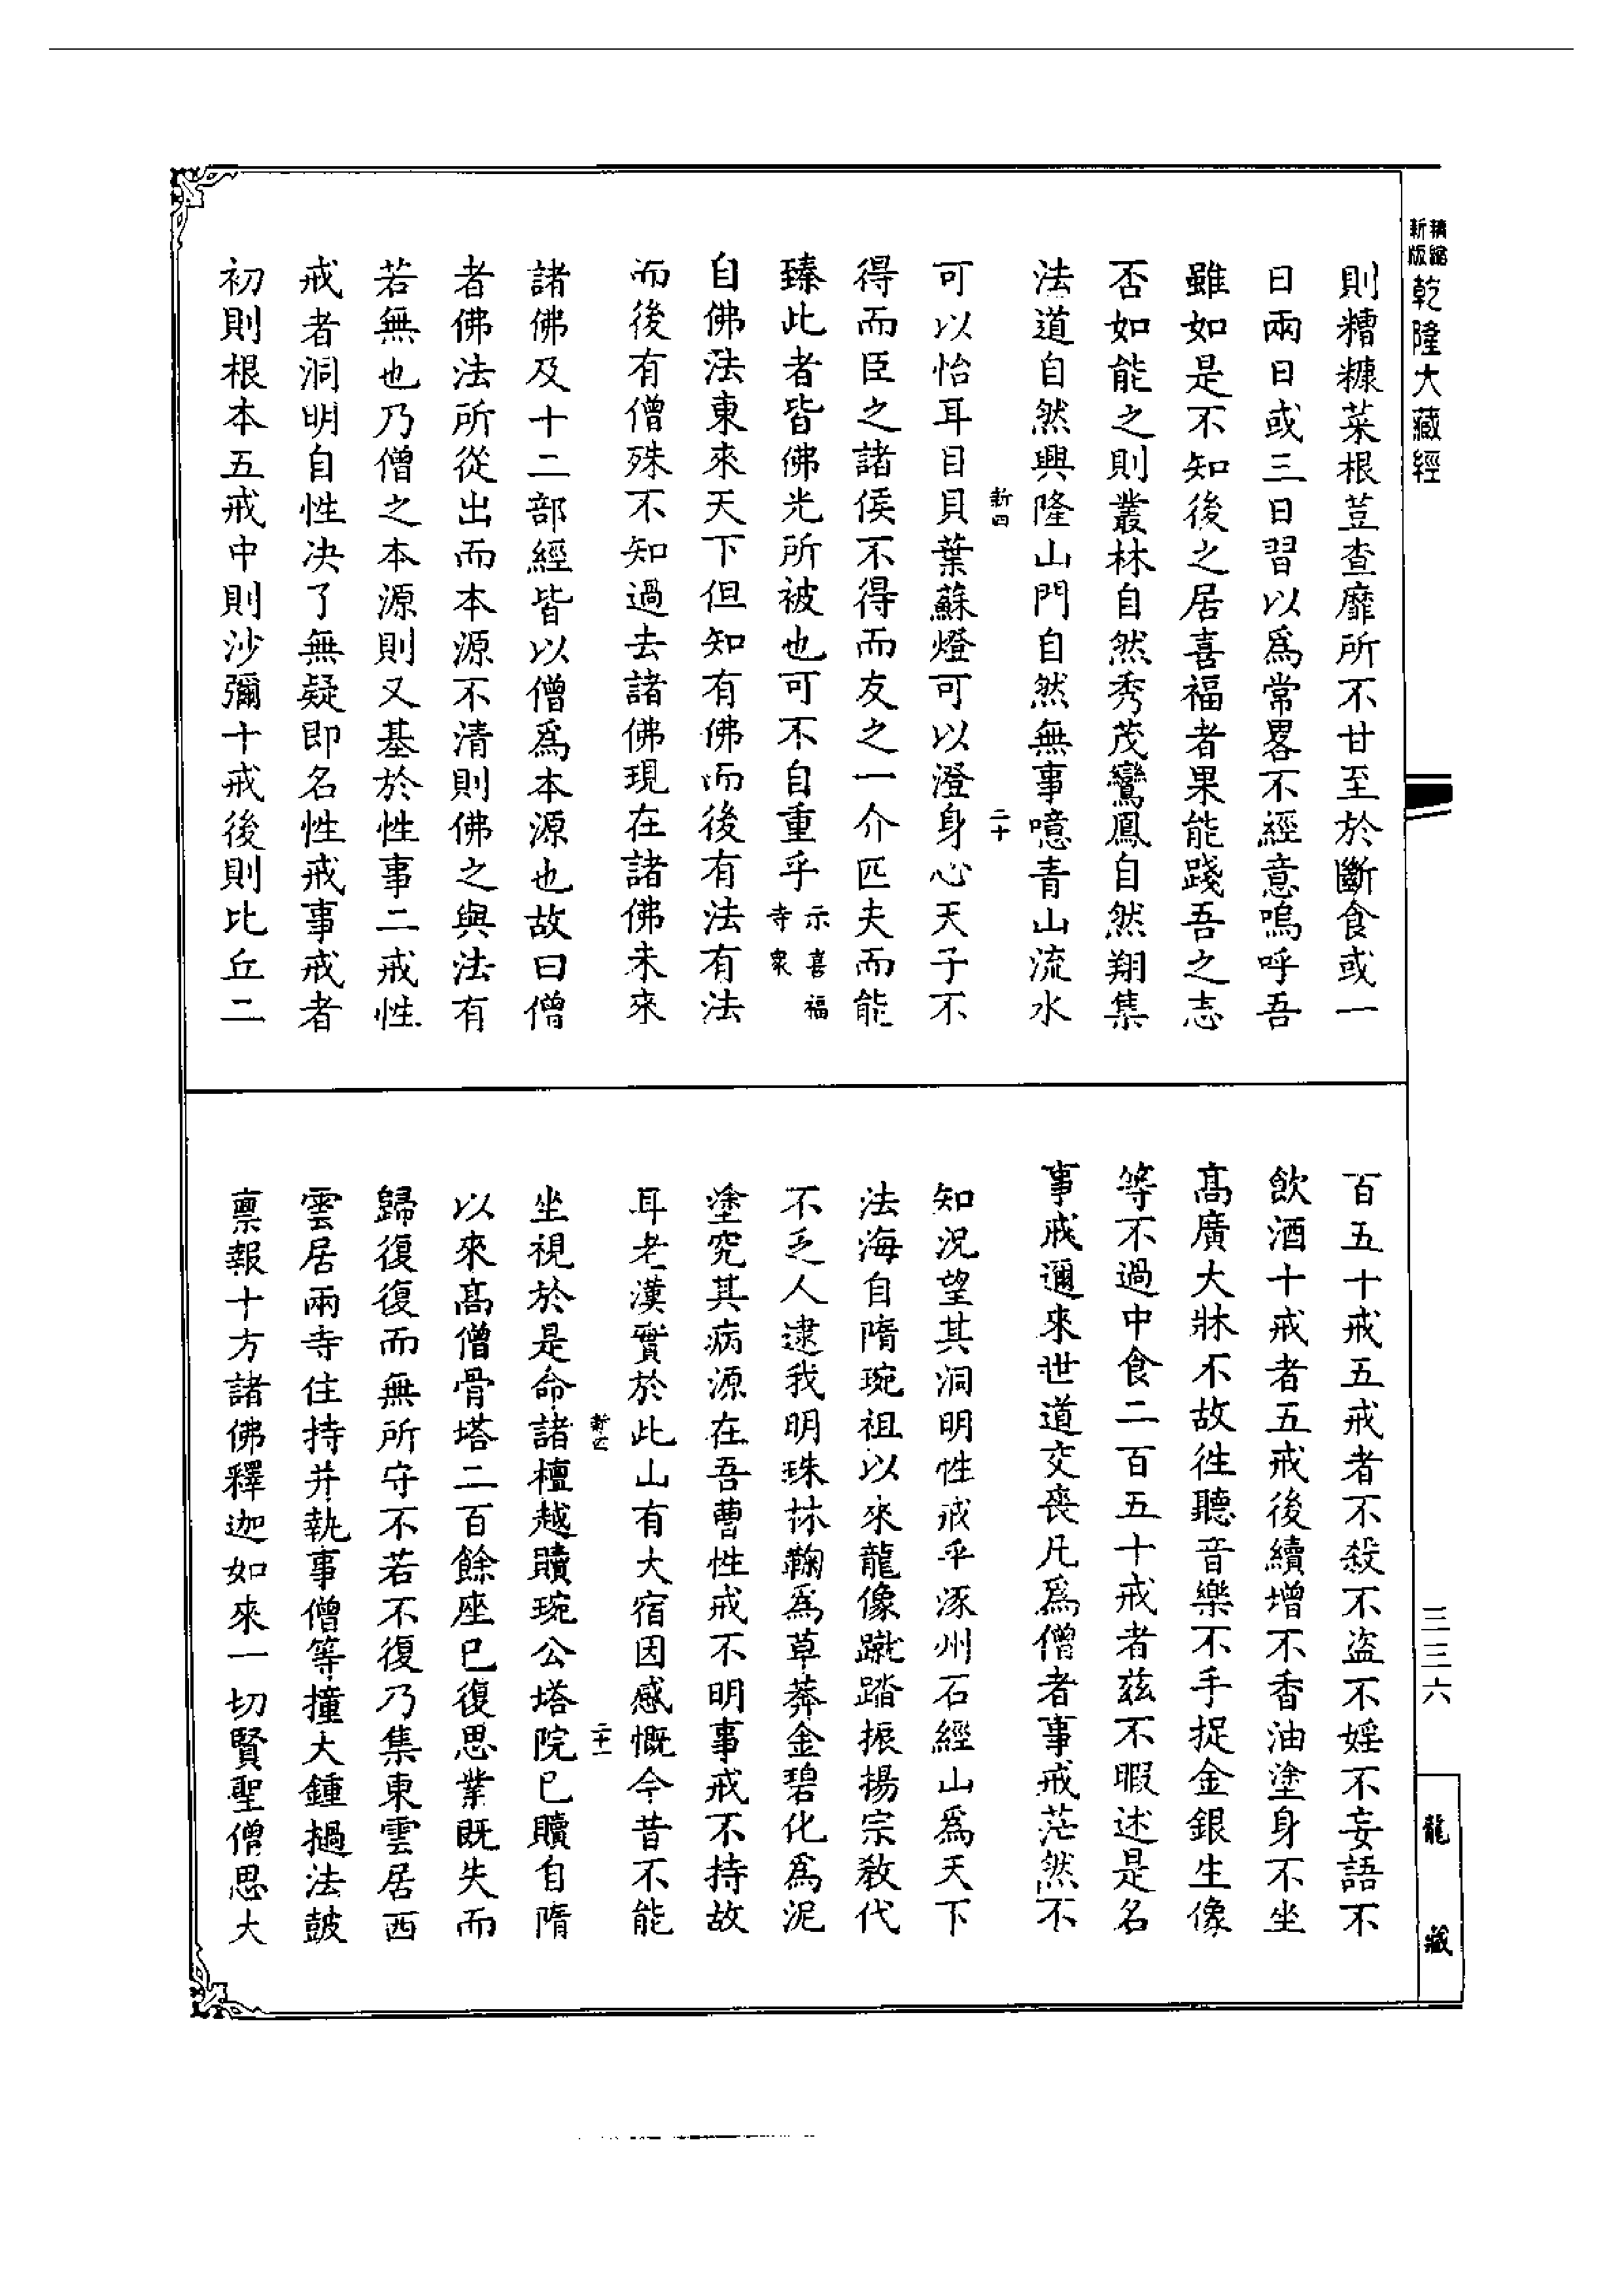 精縮新版乾隆大藏經
則糟糠菜根荳查靡所不甘至於斷食或一
日兩日或三日習以為常畧不經意嗚呼吾
雖如是不知後之居喜福者果能踐吾之志
否如能之則叢林自然秀茂鸞鳳自然翔集
法道自然興隆山門自然無事噫青山流水
新四 二十
可以怡耳目貝葉蘇燈可以澄身心天子不
得而臣之諸侯不得而友之一介匹夫而能
臻此者皆佛光所被也可不自重乎示喜福寺衆
自佛法東來天下但知有佛而後有法有法
而後有僧殊不知過去諸佛現在諸佛未來
諸佛及十二部經皆以僧爲本源也故曰僧
者佛法所從出而本源不清則佛之與法有
若無也乃僧之本源則又基於性事二戒性
戒者洞明自性決了無疑即名性戒事戒者
初則根本五戒中則沙彌十戒後則比丘二
百五十戒五戒者不殺不盜不婬不妄語不
飲酒十戒者五戒後續增不香油塗身不坐
髙廣大牀不故徃聽音樂不手捉金銀生像
等不過中食二百五十戒者茲不暇述是名
事戒邇來世道交喪凡爲僧者事戒茫然不
知況望其洞明性戒乎涿州石經山爲天下
法海自隋琬祖以來龍像蹴踏振揚宗教代
不乏人逮我明珠林鞠爲草莽金碧化爲泥
塗究其病源在吾曹性戒不明事戒不持故
耳老漢實於此山有大宿因感慨今昔不能
新四 二十一
坐視於是命諸檀越贖琬公塔院已贖自隋
以來髙僧骨塔二百餘座已復思業既失而
歸復復而無所守不若不復乃集東雲居西
雲居兩寺住持并執事僧等撞大鍾撾法鼓
稟報十方諸佛釋迦如來一切賢聖僧思大
三三六
龍藏